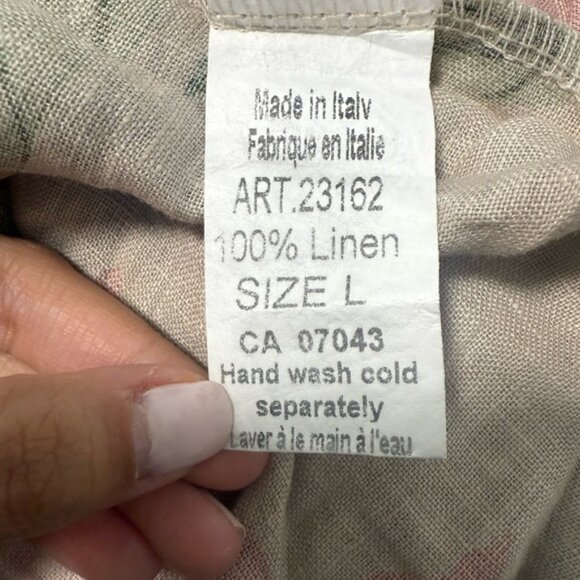 Made in Italy
Fabrique en Italie
ART.23162
100% Linen
SIZE L
CA 07043
Hand wash cold
separately
Laver à le main à l'eau